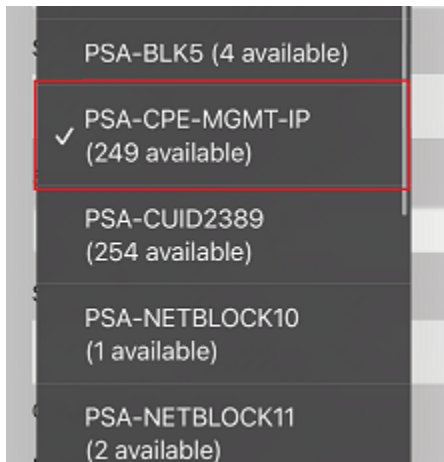 PSA-BLK5 (4 available)
PSA-CPE-MGMT-IP
(249 available)
PSA-CUID2389
(254 available)
PSA-NETBLOCK10
(1 available)
PSA-NETBLOCK11
(2 available)